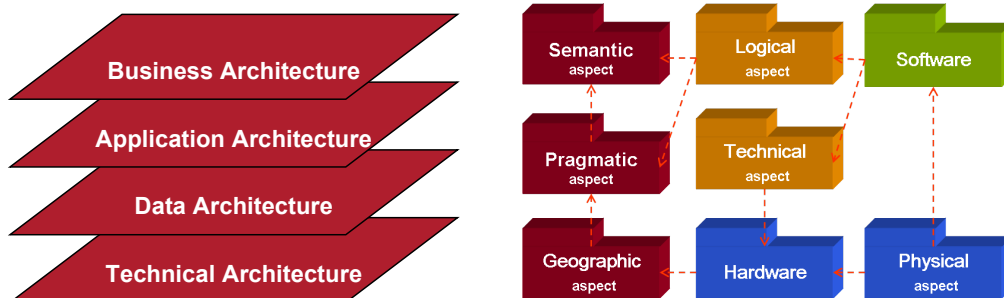 Business Architecture
Application Architecture
Data Architecture
Technical Architecture
Semantic
aspect
Logical
aspect
Software
Pragmatic
aspect
Technical
aspect
Geographic
aspect
Hardware
Physical
aspect